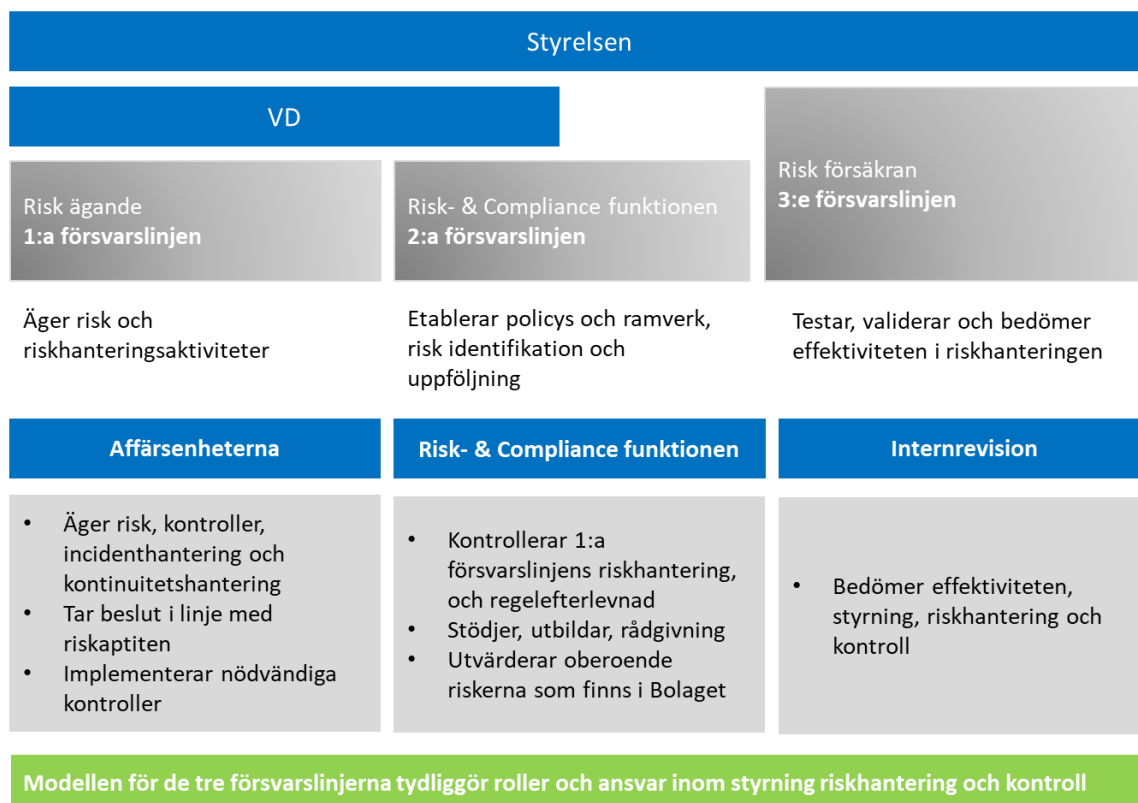 Styrelsen
VD
Risk ägande
1:a försvarslinjen
Risk- & Compliance funktionen
2:a försvarslinjen
Risk försäkran
3:e försvarslinjen
Äger risk och
riskhanteringsaktiviteter
Etablerar policys och ramverk,
risk identifikation och
uppföljning
Testar, validerar och bedömer
effektiviteten i riskhanteringen
Affärsenheterna
Risk- & Compliance funktionen
Internrevision
• Äger risk, kontroller,
incidenthantering och
kontinuitetshantering
• Tar beslut i linje med
riskaptiten
• Implementerar nödvändiga
kontroller
• Kontrollerar 1:a
försvarslinjens riskhantering,
och regelefterlevnad
• Stödjer, utbildar, rådgivning
• Utvärderar oberoende
riskerna som finns i Bolaget
• Bedömer effektiviteten,
styrning, riskhantering och
kontroll
Modellen för de tre försvarslinjerna tydliggör roller och ansvar inom styrning riskhantering och kontroll